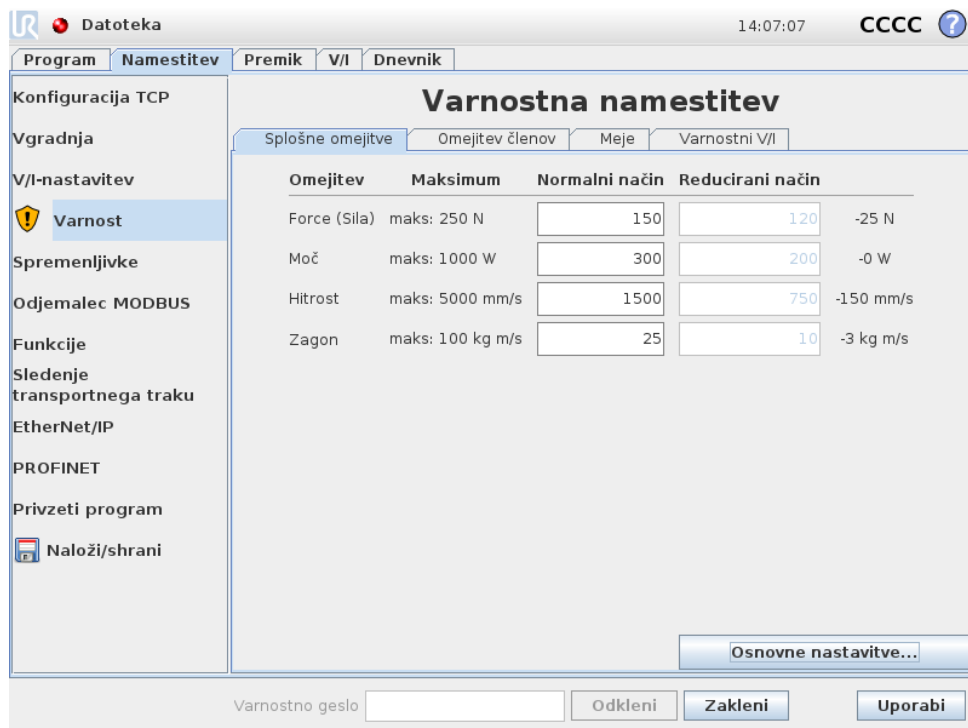 UR Datoteka 14:07:07 CCCC ?
Program Namestitev Premik V/I Dnevnik
Konfiguracija TCP
Vgradnja
V/I-nastavitev
Varnost
Spremenljivke
Odjemalec MODBUS
Funkcije
Sledenje
transportnega traku
EtherNet/IP
PROFINET
Privzeti program
Naloži/shrani
Varnostna namestitev
Splošne omejitve Omejitev členov Meje Varnostni V/I
Omejitev Maksimum Normalni način Reducirani način
Force (Sila) maks: 250 N 150 120 -25 N
Moč maks: 1000 W 300 200 -0 W
Hitrost maks: 5000 mm/s 1500 750 -150 mm/s
Zagon maks: 100 kg m/s 25 10 -3 kg m/s
Osnovne nastavitve...
Varnostno geslo Odkleni Zakleni Uporabi